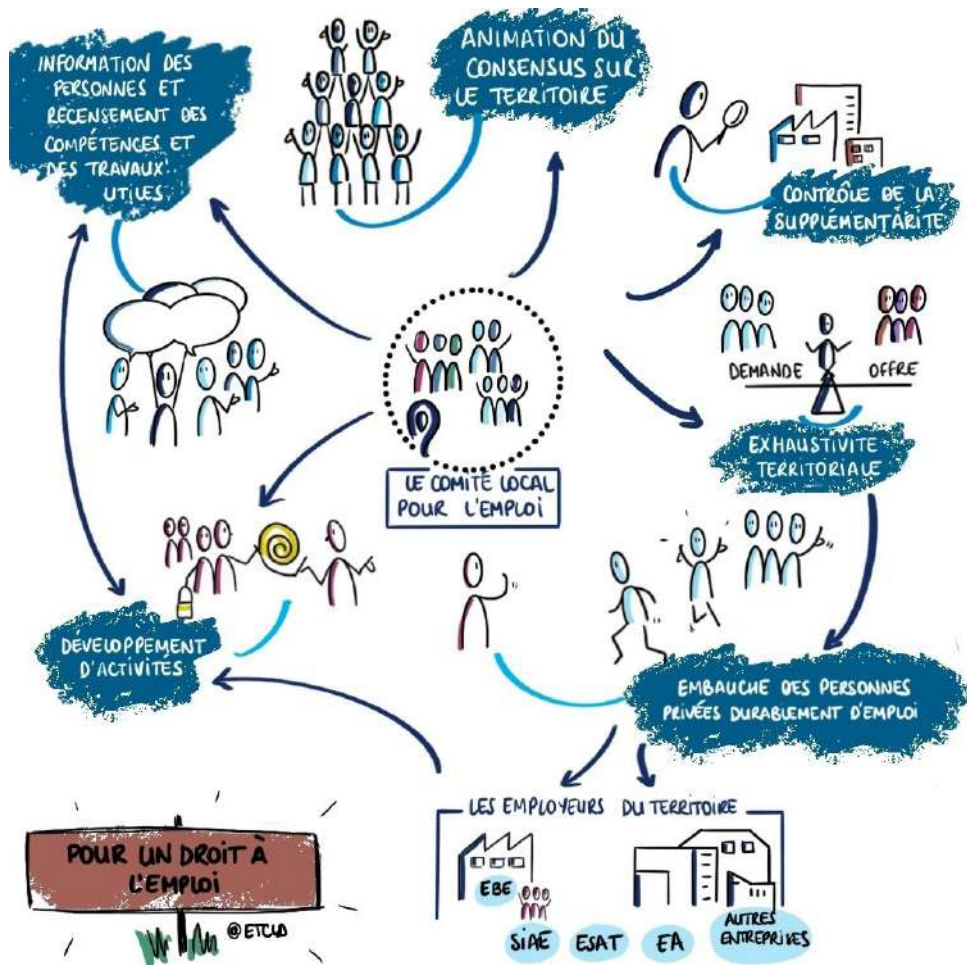 INFORMATION DES
PERSONNES ET
RECENSEMENT DES
COMPÉTENCES ET
DES TRAVAUX
UTILES
ANIMATION DU
CONSENSUS SUR
LE TERRITOIRE
CONTRÔLE DE LA
SUPPLÉMENTARITÉ
DEMANDE
OFFRE
EXHAUSTIVITE
TERRITORIALE
LE COMITÉ LOCAL
POUR L'EMPLOI
DÉVELOPPEMENT
D'ACTIVITÉS
EMBAUCHE DES PERSONNES
PRIVÉES DURABLEMENT D'EMPLOI
LES EMPLOYEURS DU TERRITOIRE
EBE
SIAE
ESAT
EA
AUTRES
ENTREPRISES
POUR UN DROIT À
L'EMPLOI
@ETCLD